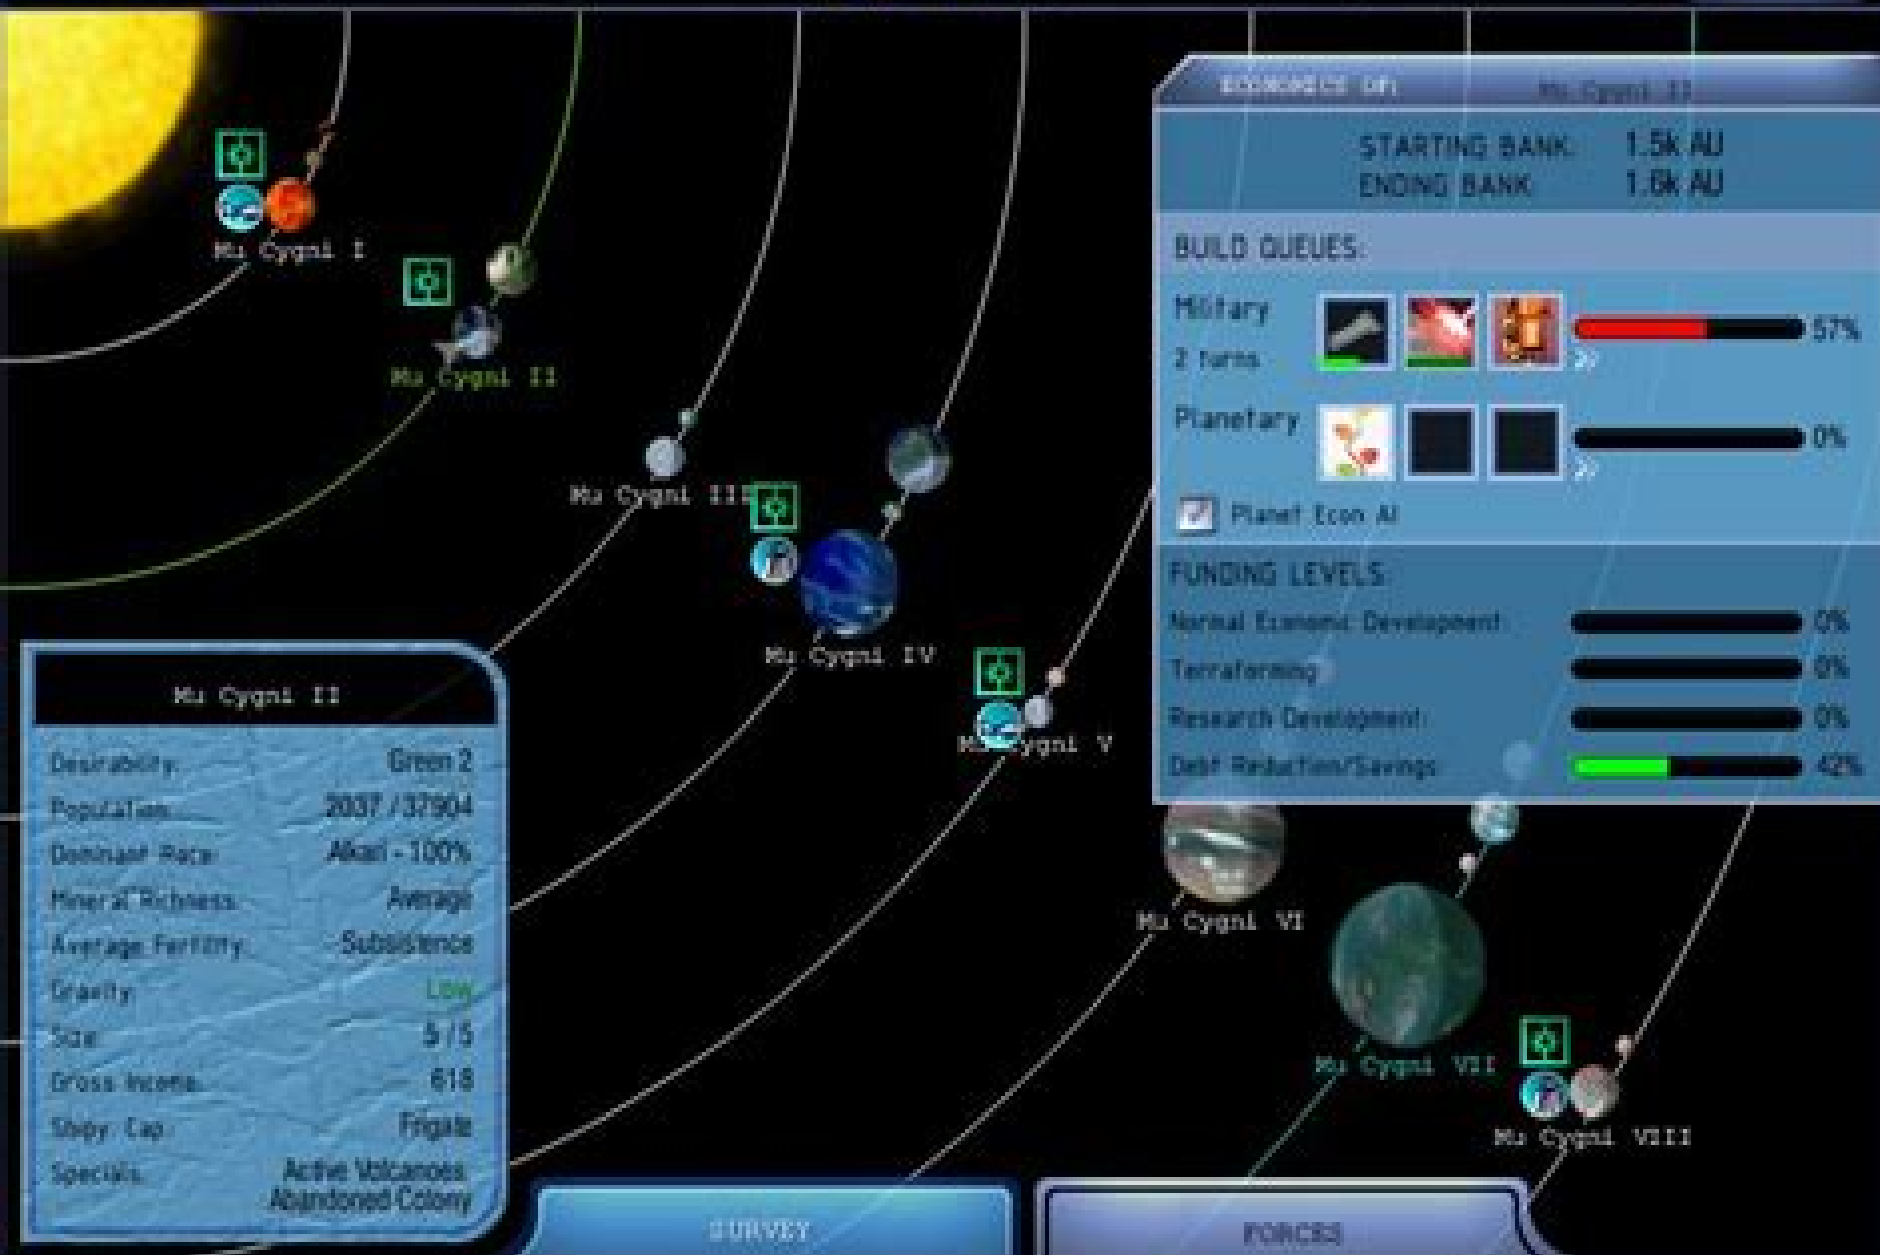 ECONOMICS OF:
Mu Cygni II
STARTING BANK: 1.5k AU
ENDING BANK 1.6k AU
BUILD QUEUES:
Military
57%
2 turns
Planetary
0%
Planet Econ AI
FUNDING LEVELS:
Normal Economic Development: 0%
Terraforming 0%
Research Development: 0%
Debt Reduction/Savings: 42%
Mu Cygni I
Mu Cygni II
Mu Cygni III
Mu Cygni IV
Mu Cygni V
Mu Cygni VI
Mu Cygni VII
Mu Cygni VIII
Mu Cygni II
Desirability: Green 2
Population: 2037 / 37904
Dominant Race: Alkari - 100%
Mineral Richness: Average
Average Fertility: Subsistence
Gravity: Low
Size: 5 / 5
Gross Income: 618
Shipy. Cap. Frigate
Specials: Active Volcanoes
Abandoned Colony
SURVEY
FORCES